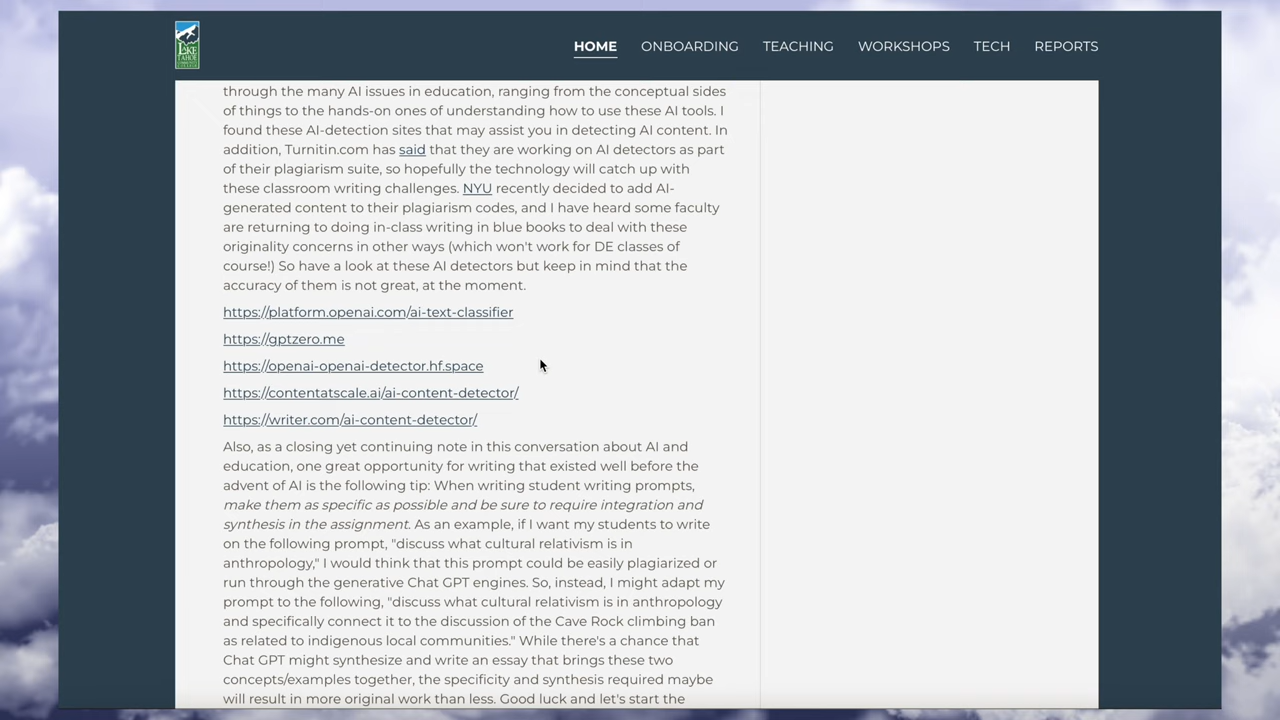 LAKE
TAHOE
HOME
ONBOARDING
TEACHING
WORKSHOPS
TECH
REPORTS
through the many AI issues in education, ranging from the conceptual sides
of things to the hands-on ones of understanding how to use these AI tools. I
found these AI-detection sites that may assist you in detecting AI content. In
addition, Turnitin.com has said that they are working on AI detectors as part
of their plagiarism suite, so hopefully the technology will catch up with
these classroom writing challenges. NYU recently decided to add AI-
generated content to their plagiarism codes, and I have heard some faculty
are returning to doing in-class writing in blue books to deal with these
originality concerns in other ways (which won't work for DE classes of
course!) So have a look at these AI detectors but keep in mind that the
accuracy of them is not great, at the moment.
https://platform.openai.com/ai-text-classifier
https://gptzero.me
https://openai-openai-detector.hf.space
https://contentatscale.ai/ai-content-detector/
https://writer.com/ai-content-detector/
Also, as a closing yet continuing note in this conversation about AI and
education, one great opportunity for writing that existed well before the
advent of AI is the following tip: When writing student writing prompts,
make them as specific as possible and be sure to require integration and
synthesis in the assignment. As an example, if I want my students to write
on the following prompt, "discuss what cultural relativism is in
anthropology," I would think that this prompt could be easily plagiarized or
run through the generative Chat GPT engines. So, instead, I might adapt my
prompt to the following, "discuss what cultural relativism is in anthropology
and specifically connect it to the discussion of the Cave Rock climbing ban
as related to indigenous local communities." While there's a chance that
Chat GPT might synthesize and write an essay that brings these two
concepts/examples together, the specificity and synthesis required maybe
will result in more original work than less. Good luck and let's start the